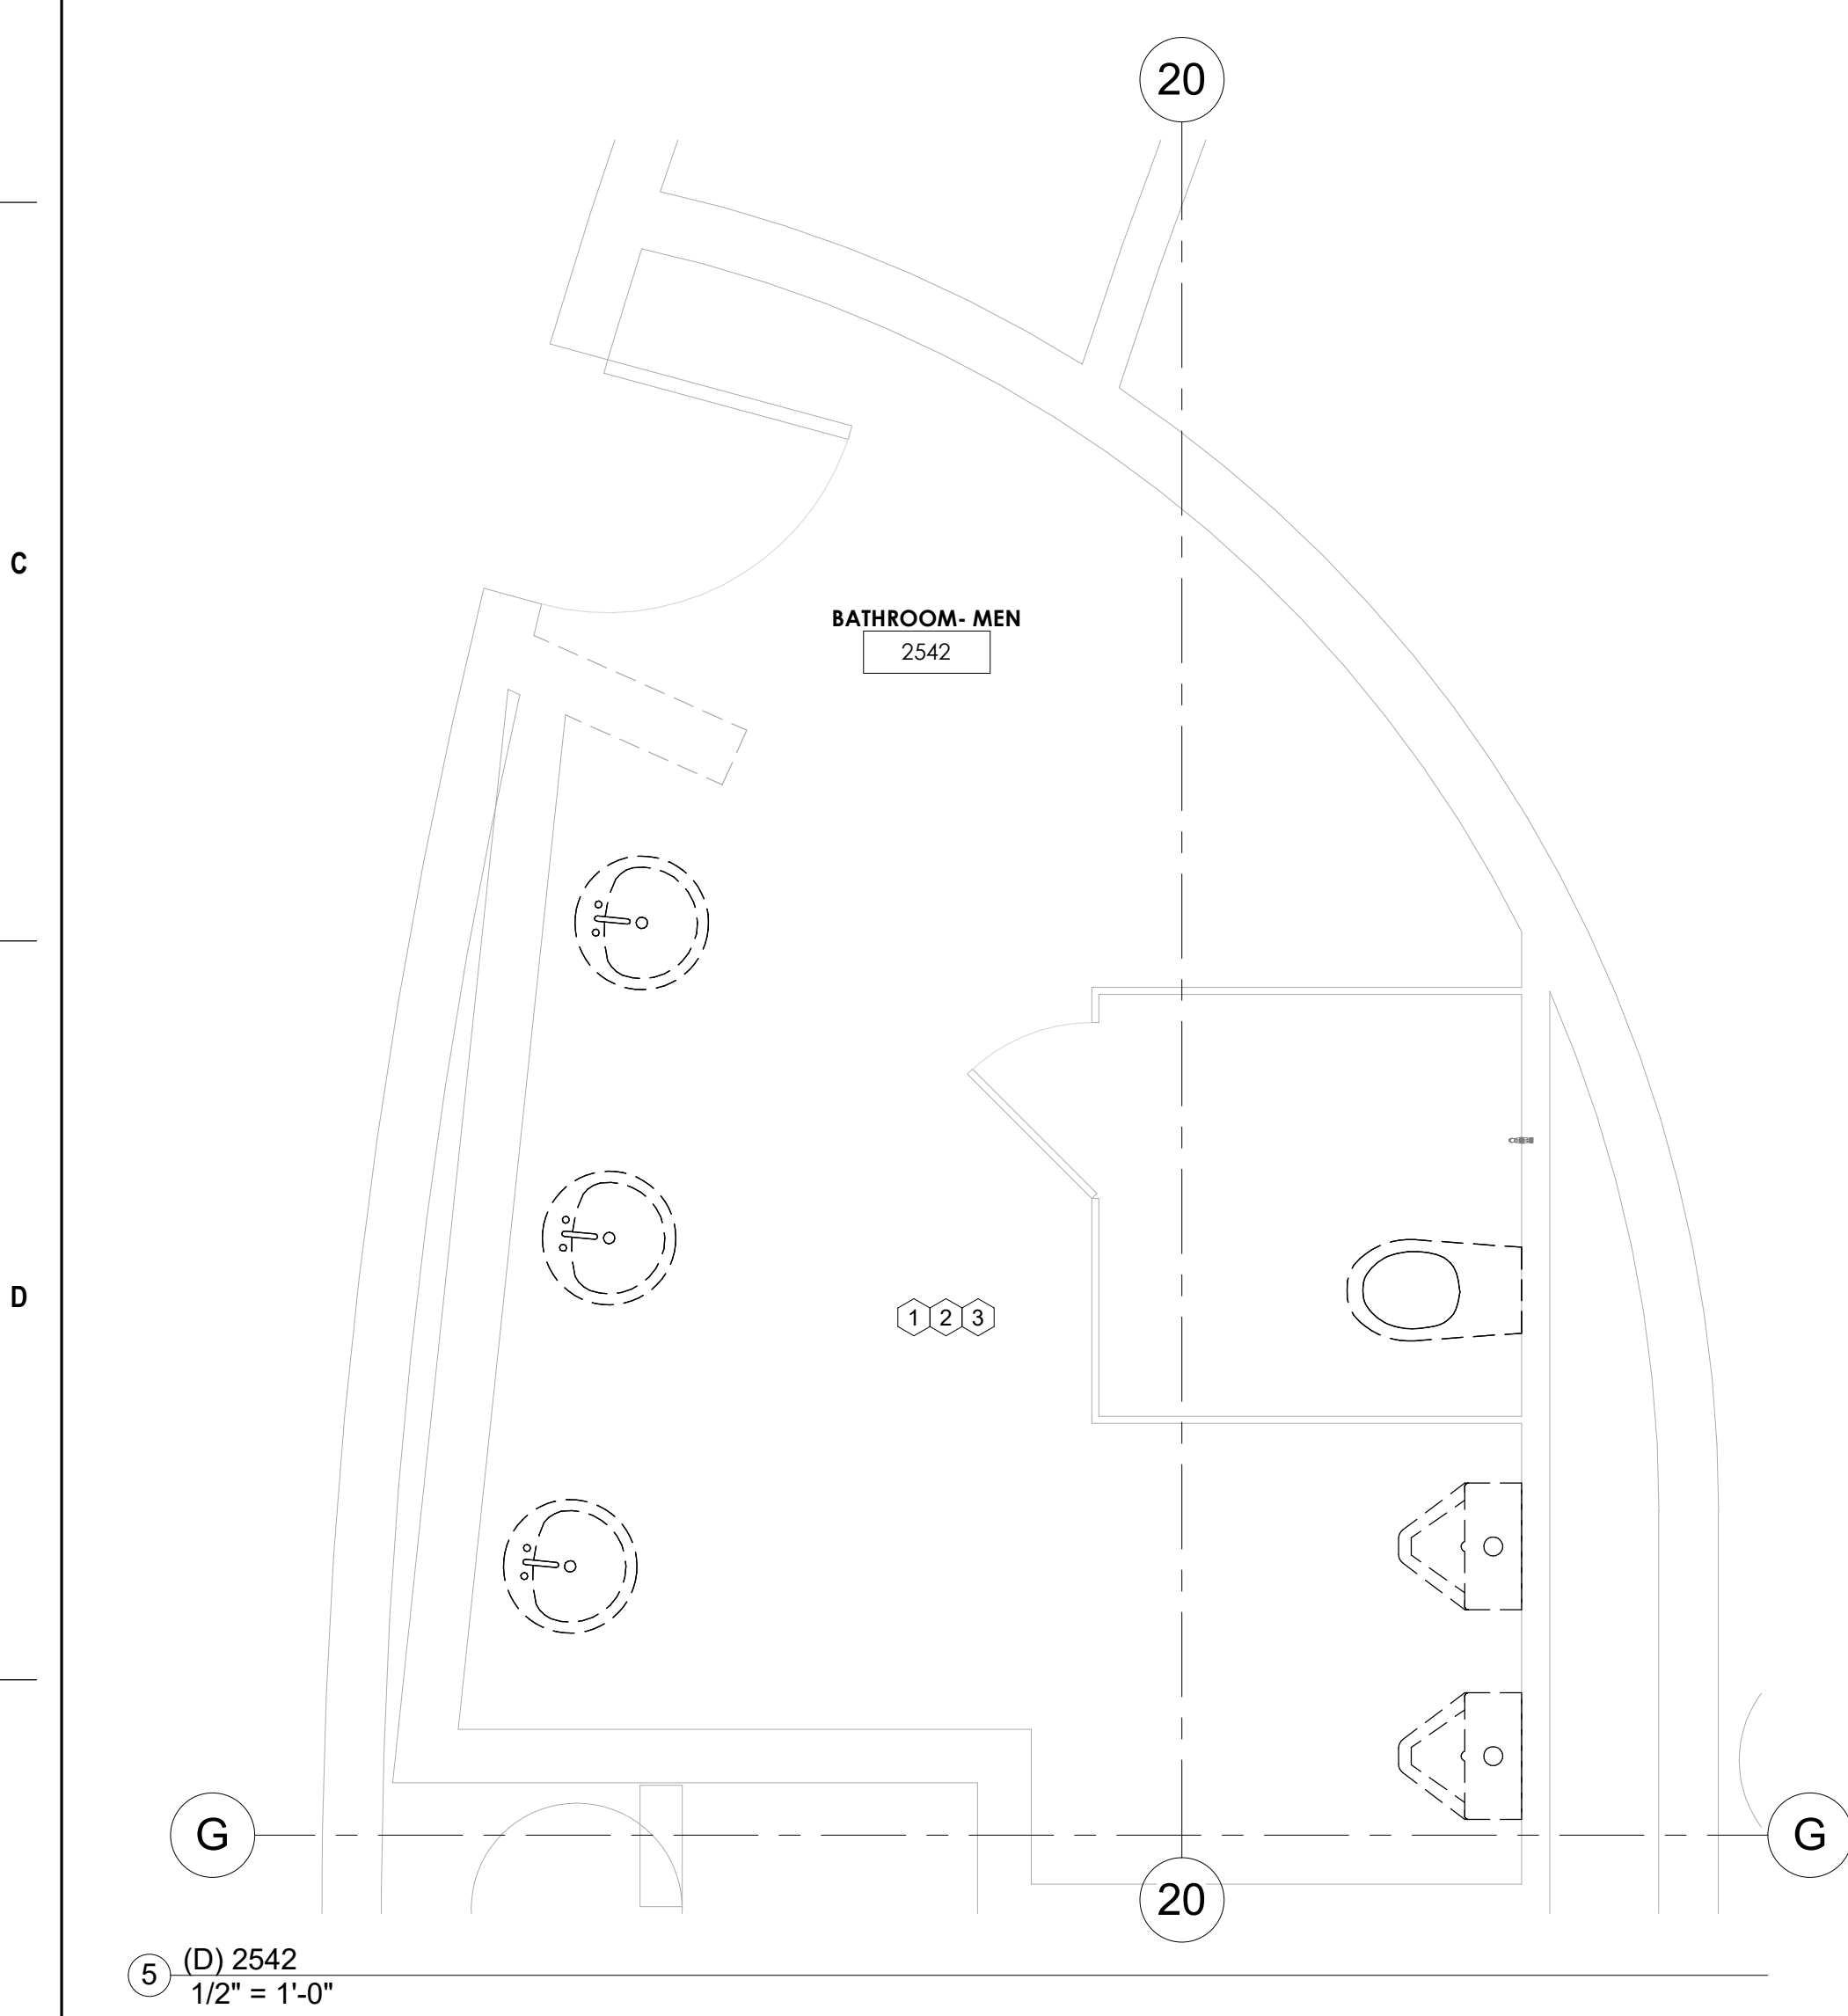 20
C
BATHROOM- MEN
2542
D
1 2 3
G
G
20
5
(D) 2542
1/2" = 1'-0"